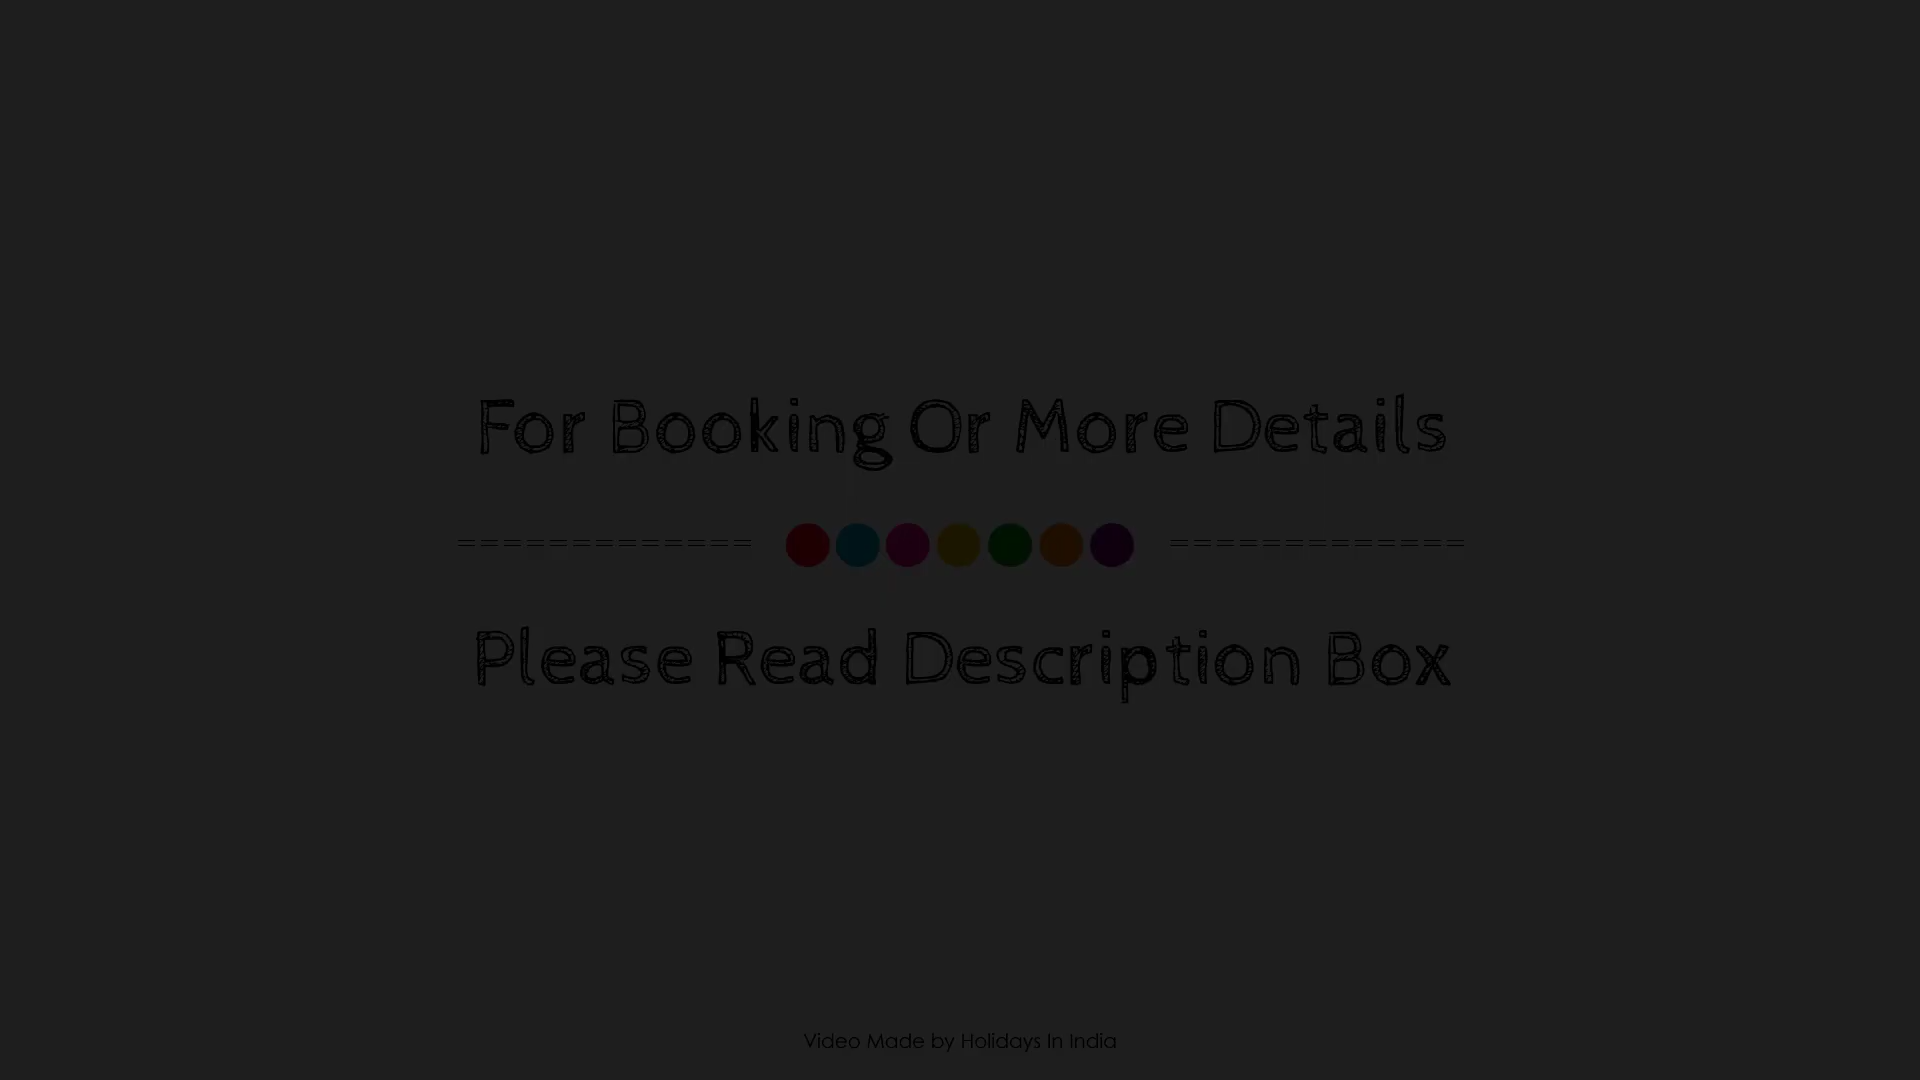 For Booking Or More Details
============= =============
Please Read Description Box
Video Made by Holidays In India